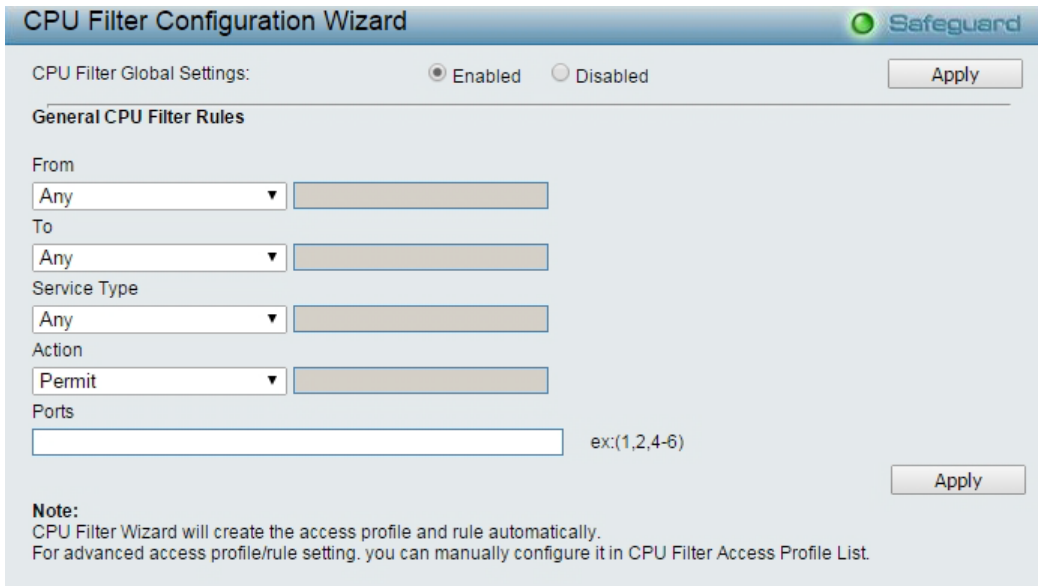 CPU Filter Configuration Wizard
Safeguard
CPU Filter Global Settings: Enabled Disabled Apply
General CPU Filter Rules
From
Any
To
Any
Service Type
Any
Action
Permit
Ports
ex:(1,2,4-6)
Apply
Note:
CPU Filter Wizard will create the access profile and rule automatically.
For advanced access profile/rule setting. you can manually configure it in CPU Filter Access Profile List.